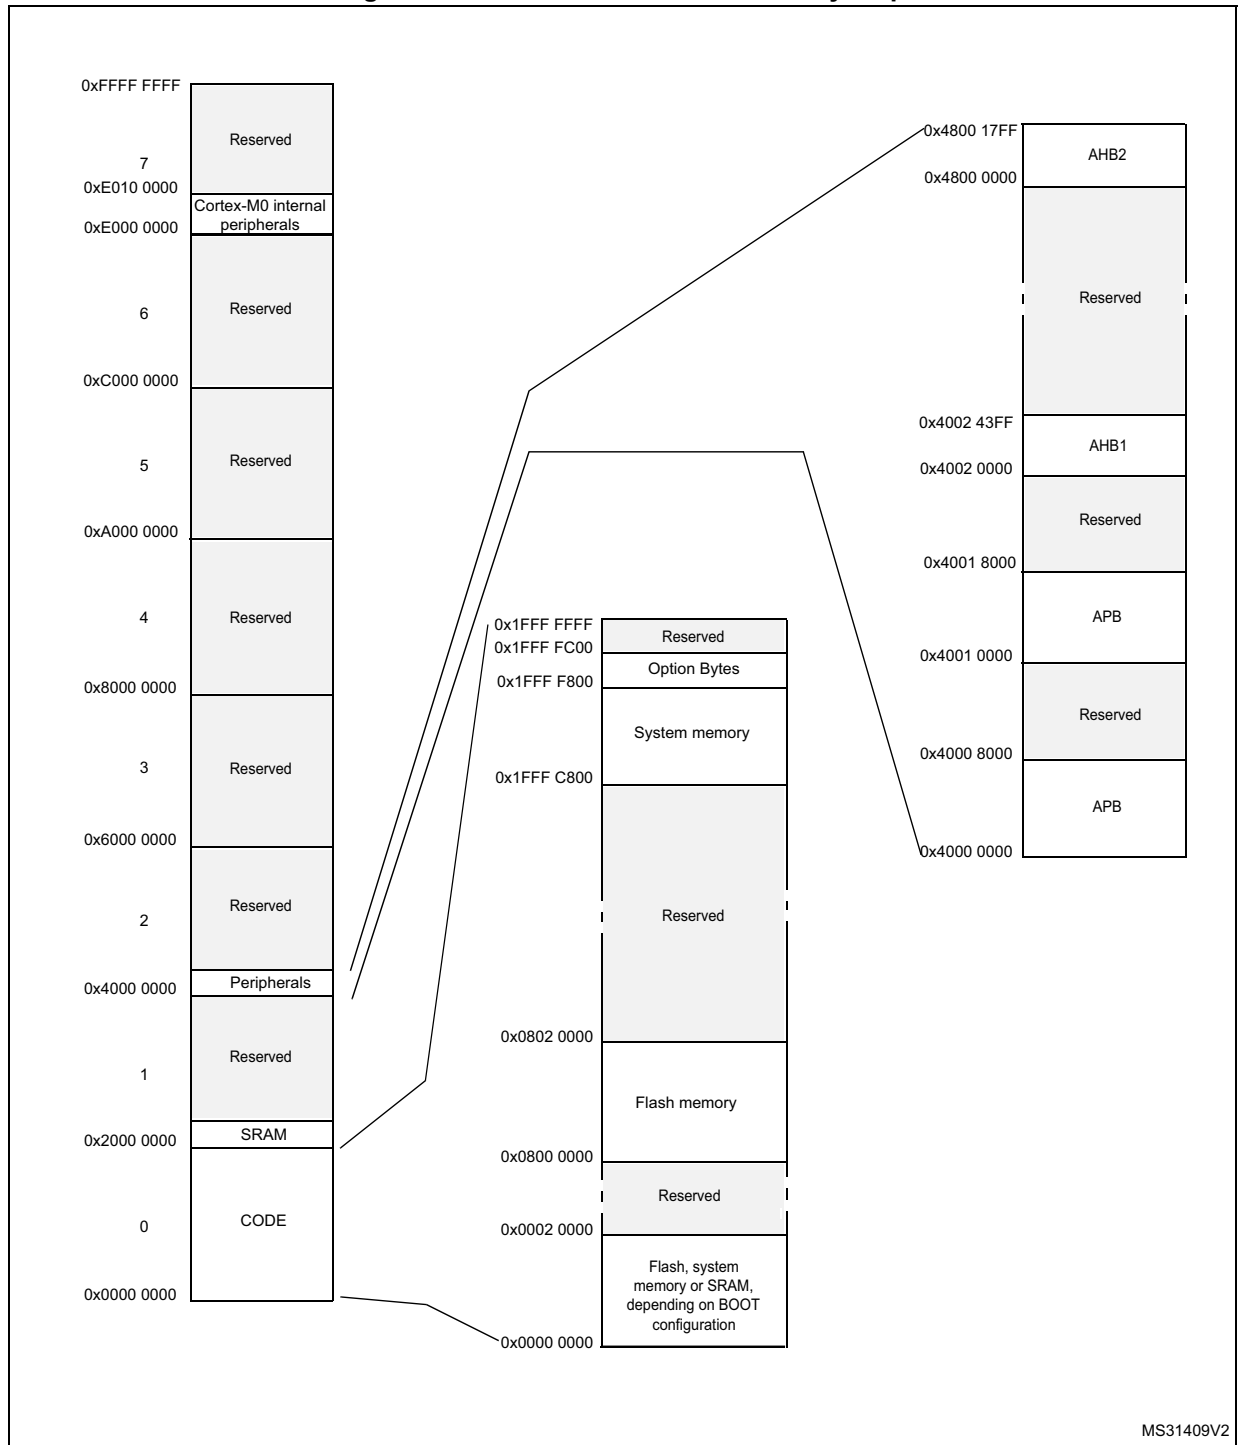 0xFFFF FFFF
Reserved
7
0xE010 0000
Cortex-M0 internal
peripherals
0xE000 0000
Reserved
6
0xC000 0000
Reserved
5
0xA000 0000
Reserved
4
0x8000 0000
Reserved
3
0x6000 0000
Reserved
2
Peripherals
0x4000 0000
Reserved
1
SRAM
0x2000 0000
CODE
0
0x0000 0000
0x1FFF FFFF
Reserved
0x1FFF FC00
Option Bytes
0x1FFF F800
System memory
0x1FFF C800
Reserved
0x0802 0000
Flash memory
0x0800 0000
Reserved
0x0002 0000
Flash, system
memory or SRAM,
depending on BOOT
configuration
0x0000 0000
0x4800 17FF
AHB2
0x4800 0000
Reserved
0x4002 43FF
AHB1
0x4002 0000
Reserved
0x4001 8000
APB
0x4001 0000
Reserved
0x4000 8000
APB
0x4000 0000
MS31409V2